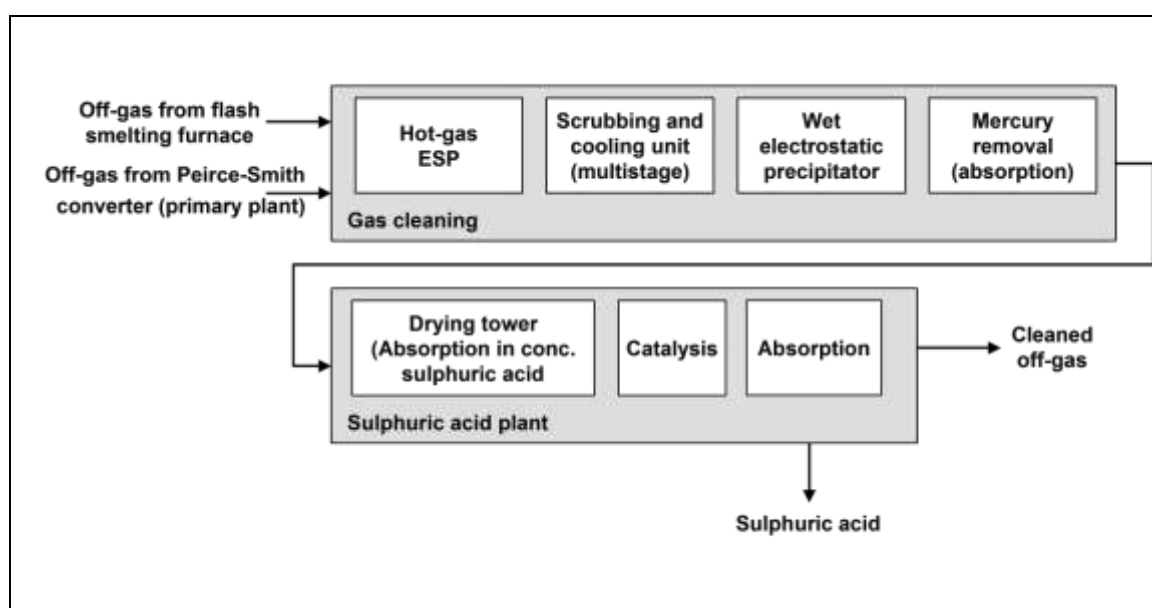 Off-gas from flash
smelting furnace
Off-gas from Peirce-Smith
converter (primary plant)
Hot-gas
ESP
Scrubbing and
cooling unit
(multistage)
Wet
electrostatic
precipitator
Mercury
removal
(absorption)
Gas cleaning
Drying tower
(Absorption in conc.
sulphuric acid
Catalysis
Absorption
Sulphuric acid plant
Cleaned
off-gas
Sulphuric acid